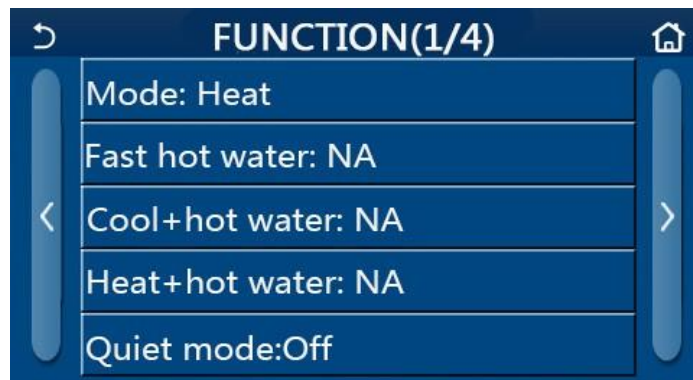 FUNCTION(1/4)
Mode: Heat
Fast hot water: NA
Cool+hot water: NA
Heat+hot water: NA
Quiet mode:Off